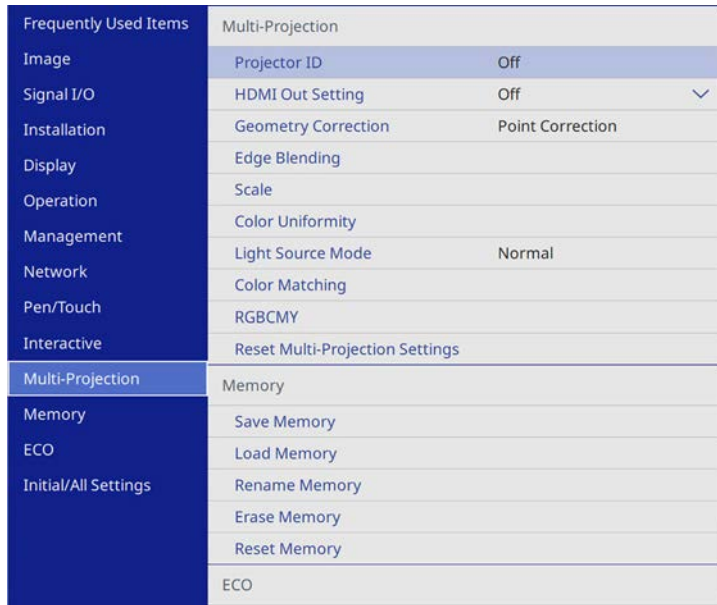 Frequently Used Items
Image
Signal I/O
Installation
Display
Operation
Management
Network
Pen/Touch
Interactive
Multi-Projection
Memory
ECO
Initial/All Settings
Multi-Projection
Projector ID Off
HDMI Out Setting Off
Geometry Correction Point Correction
Edge Blending
Scale
Color Uniformity
Light Source Mode Normal
Color Matching
RGBCMY
Reset Multi-Projection Settings
Memory
Save Memory
Load Memory
Rename Memory
Erase Memory
Reset Memory
ECO